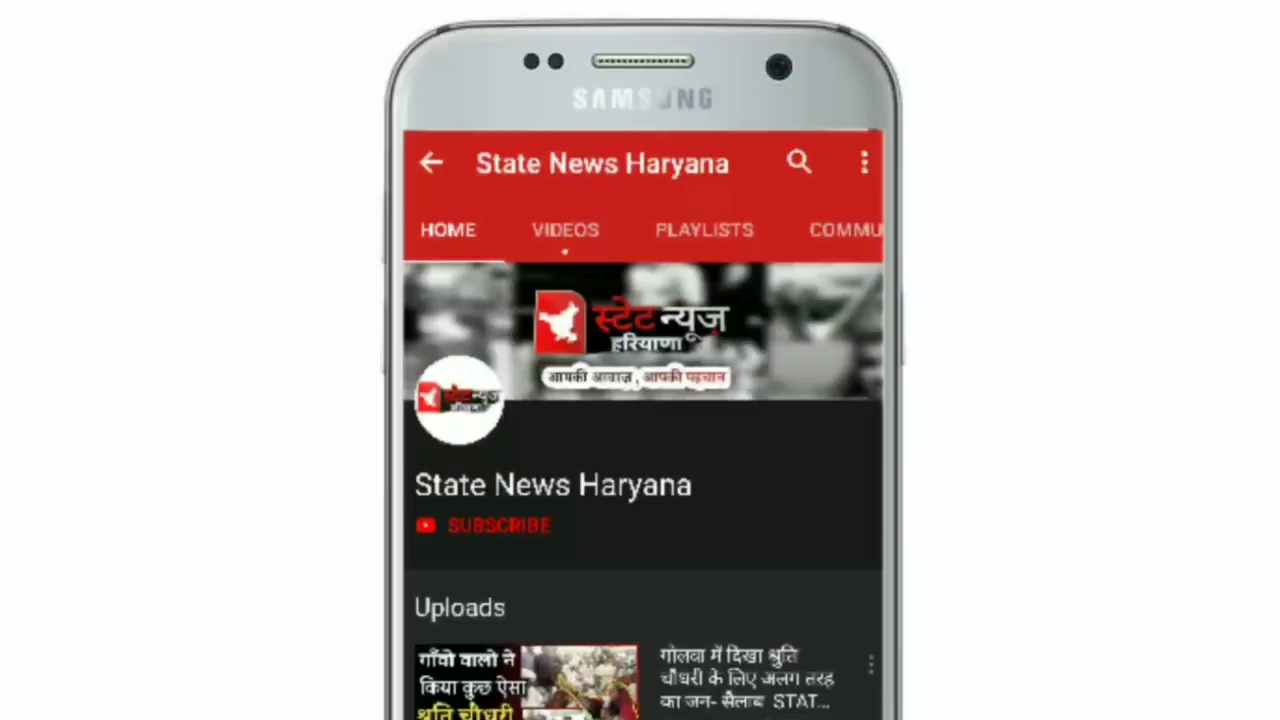 SAMSUNG
State News Haryana
HOME VIDEOS PLAYLISTS COMMU
स्टेट न्यूज़
हरियाणा
आपकी आवाज़, आपकी पहचान
स्टेट न्यूज़
हरियाणा
State News Haryana
SUBSCRIBE
Uploads
गाँवो वालो ने
किया कुछ ऐसा
श्रुति चौधरी
गोलवा में दिखा श्रुति
चौधरी के लिए अलग तरह
का जन- सैलाब STAT...